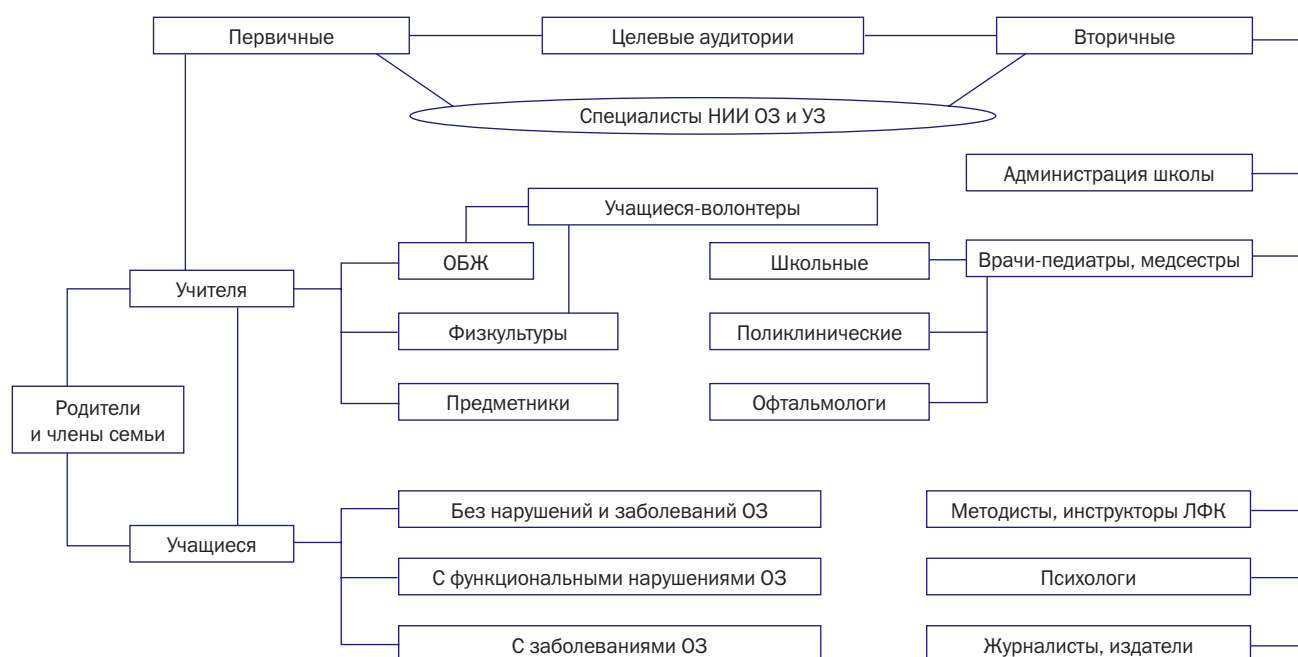 Первичные
Целевые аудитории
Вторичные
Специалисты НИИ ОЗ и УЗ
Администрация школы
Учащиеся-волонтеры
ОБЖ
Школьные
Врачи-педиатры, медсестры
Учителя
Физкультуры
Поликлинические
Родители
и члены семьи
Предметники
Офтальмологи
Без нарушений и заболеваний ОЗ
Методисты, инструкторы ЛФК
Учащиеся
С функциональными нарушениями ОЗ
Психологи
С заболеваниями ОЗ
Журналисты, издатели